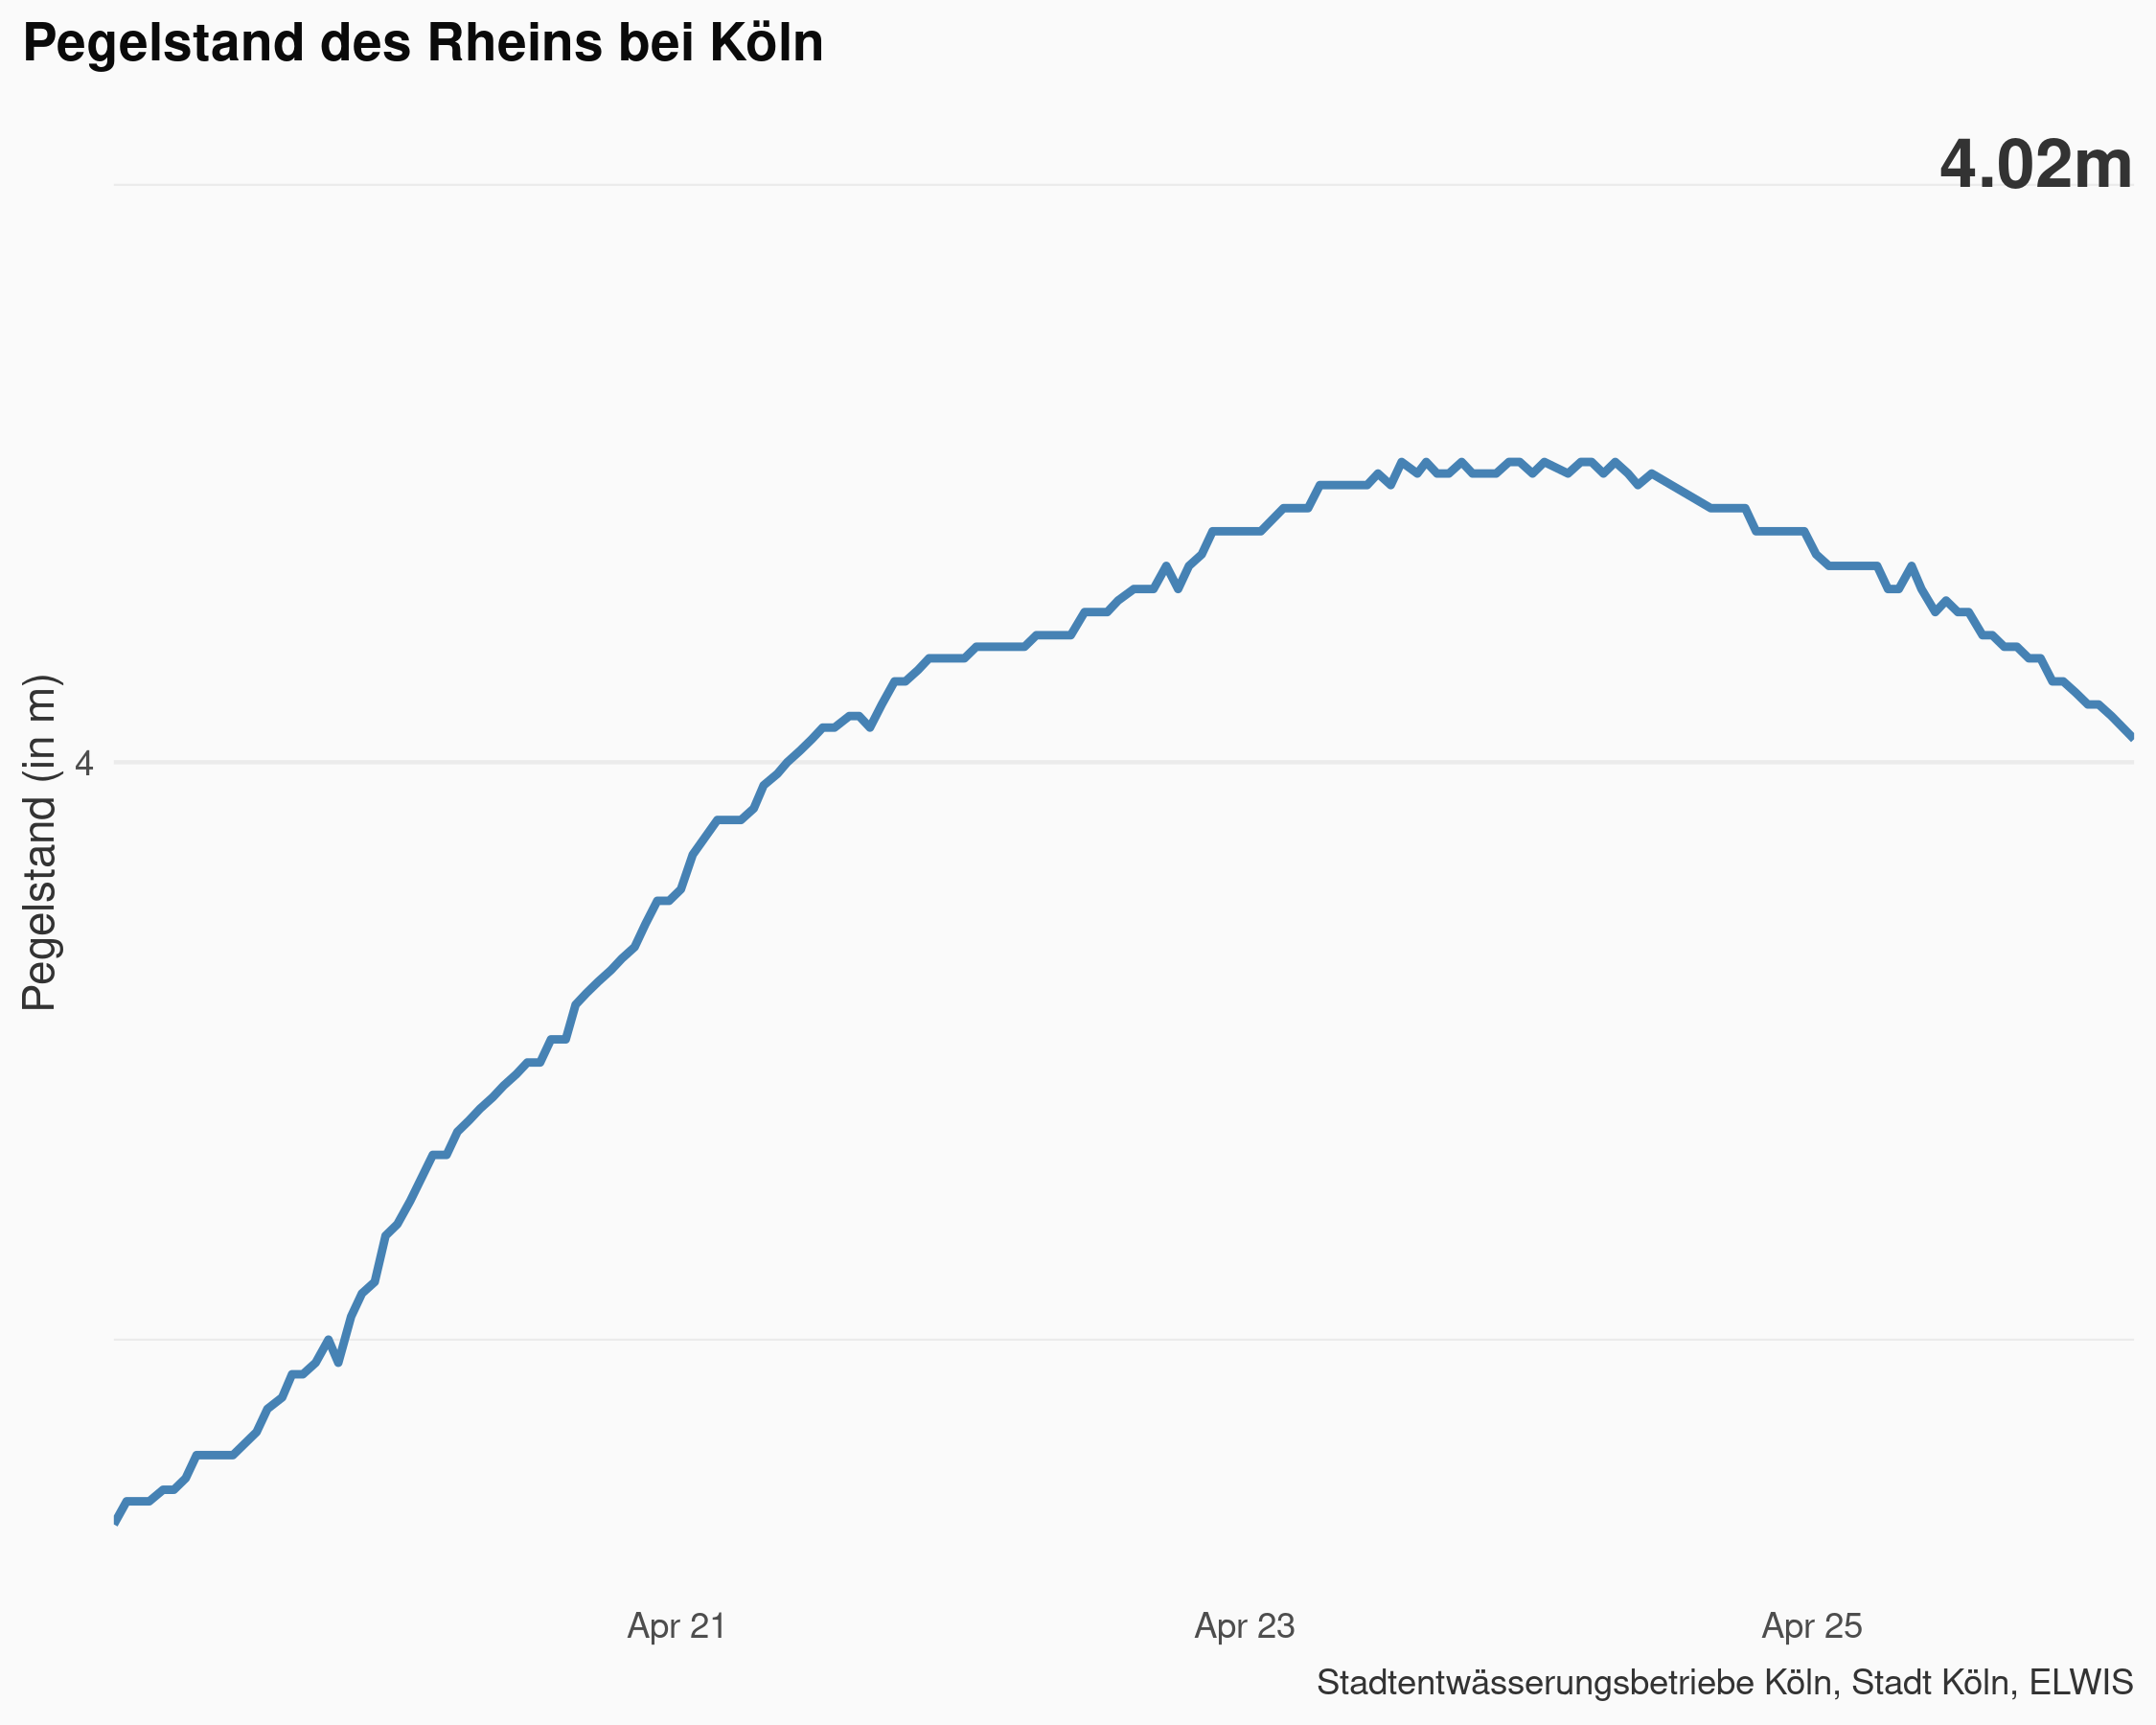 Pegelstand des Rheins bei Köln
4.02m
Pegelstand (in m)
4
Apr 21
Apr 23
Apr 25
Stadtentwässerungsbetriebe Köln, Stadt Köln, ELWIS